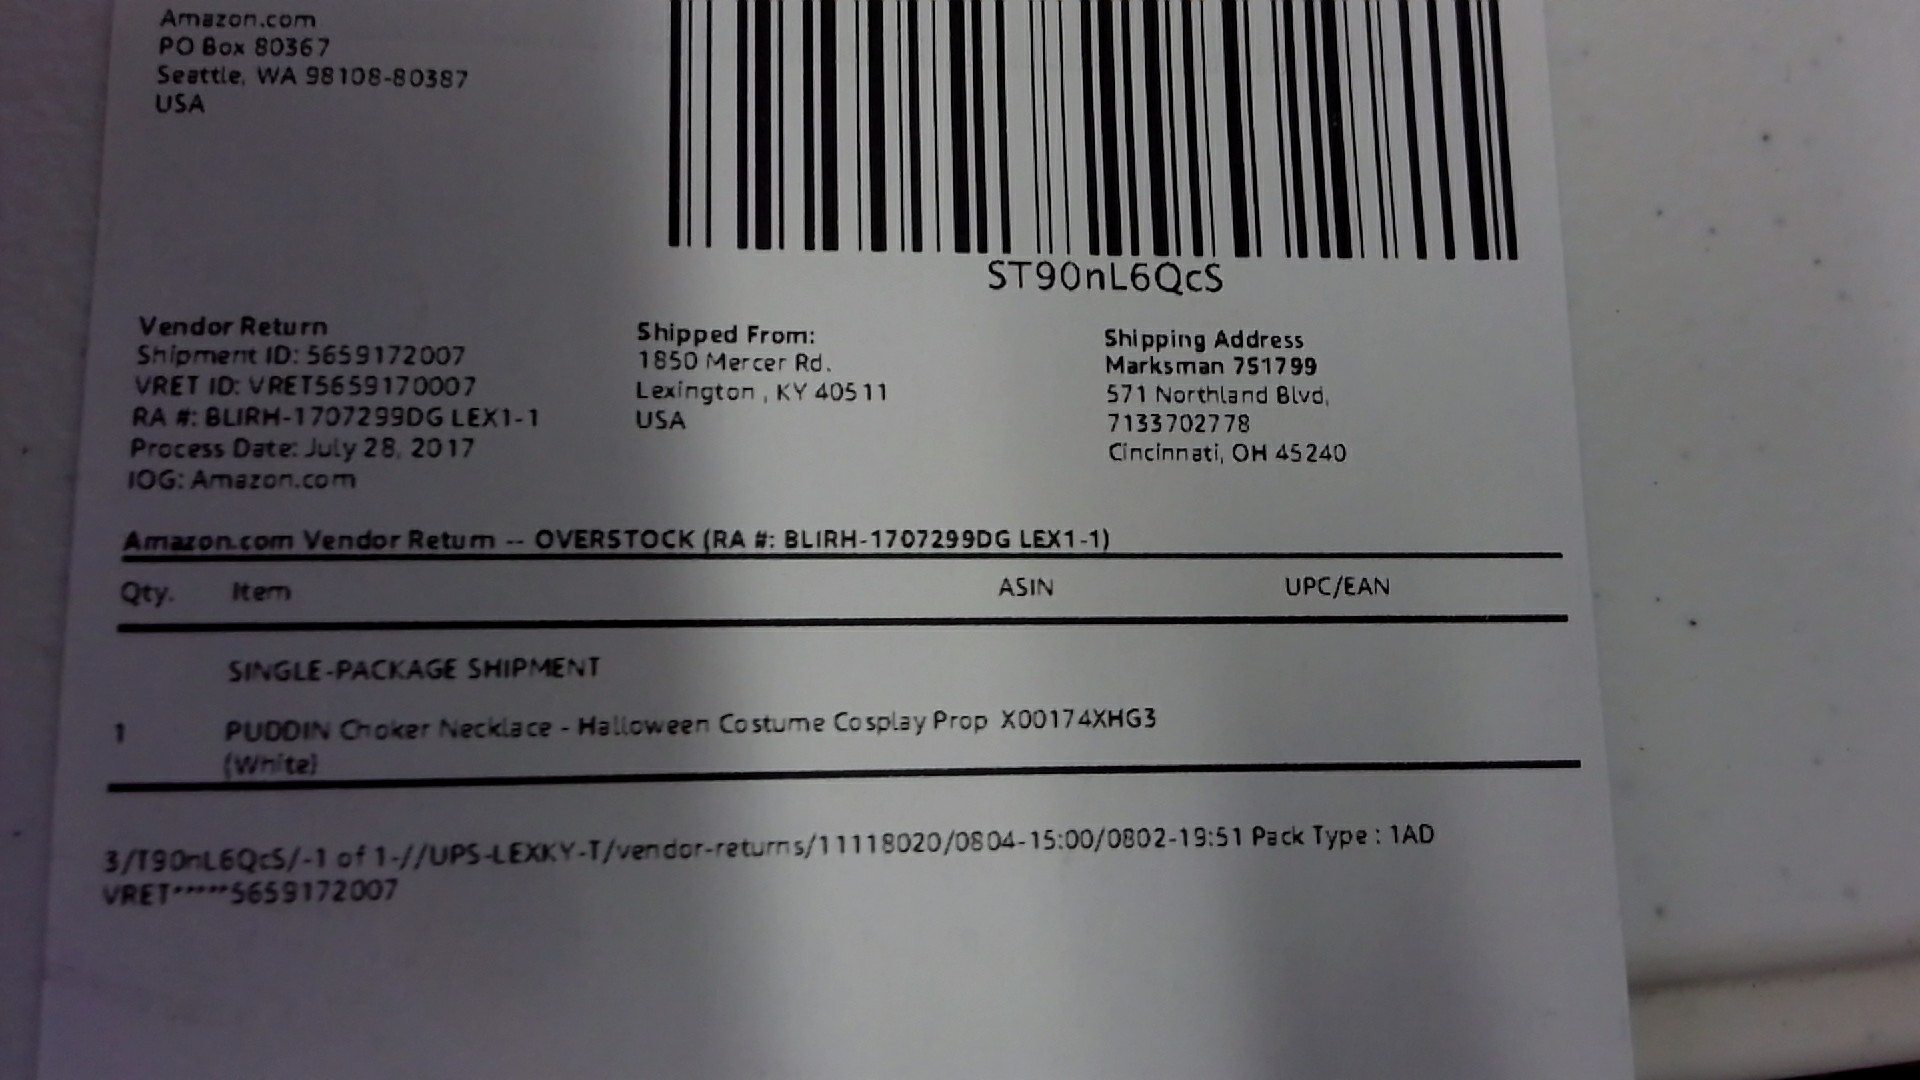 Amazon.com
PO Box 80367
Seattle, WA 98108-80387
USA
ST90nL6QcS
Vendor Return
Shipment ID: 5659172007
VRET ID: VRET5659170007
RA #: BLIRH-1707299DG LEX1-1
Process Date: July 28, 2017
IOG: Amazon.com
Shipped From:
1850 Mercer Rd.
Lexington , KY 40511
USA
Shipping Address
Marksman 751799
571 Northland Blvd,
7133702778
Cincinnati, OH 45240
Amazon.com Vendor Return -- OVERSTOCK (RA #: BLIRH-1707299DG LEX1-1)
Qty. Item ASIN UPC/EAN
SINGLE-PACKAGE SHIPMENT
1 PUDDIN Choker Necklace - Halloween Costume Cosplay Prop X00174XHG3
(White)
3/T90nL6QcS/-1 of 1-//UPS-LEXKY-T/vendor-returns/11118020/0804-15:00/0802-19:51 Pack Type : 1AD
VRET*****5659172007